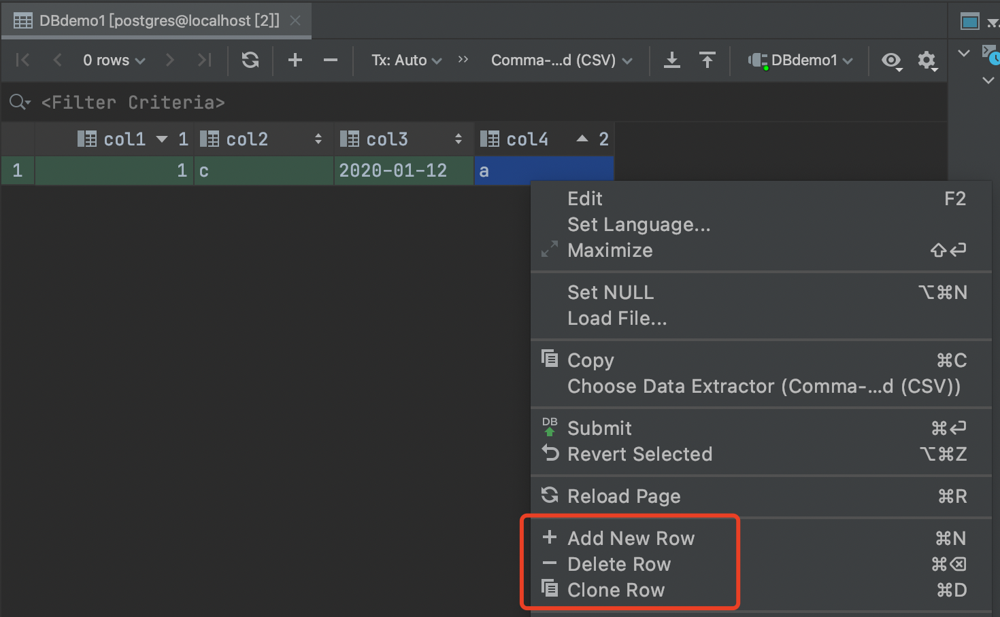 DBdemo1 [postgres@localhost [2]]
0 rows Tx: Auto Comma-...d (CSV) DBdemo1
<Filter Criteria>
col1 1 col2 col3 col4 2
1 1 c 2020-01-12 a
Edit F2
Set Language...
Maximize ⇧↩
Set NULL ⌥⌘N
Load File...
Copy ⌘C
Choose Data Extractor (Comma-...d (CSV))
DB
Submit ⌘↩
Revert Selected ⌥⌘Z
Reload Page ⌘R
Add New Row ⌘N
Delete Row ⌘⌫
Clone Row ⌘D